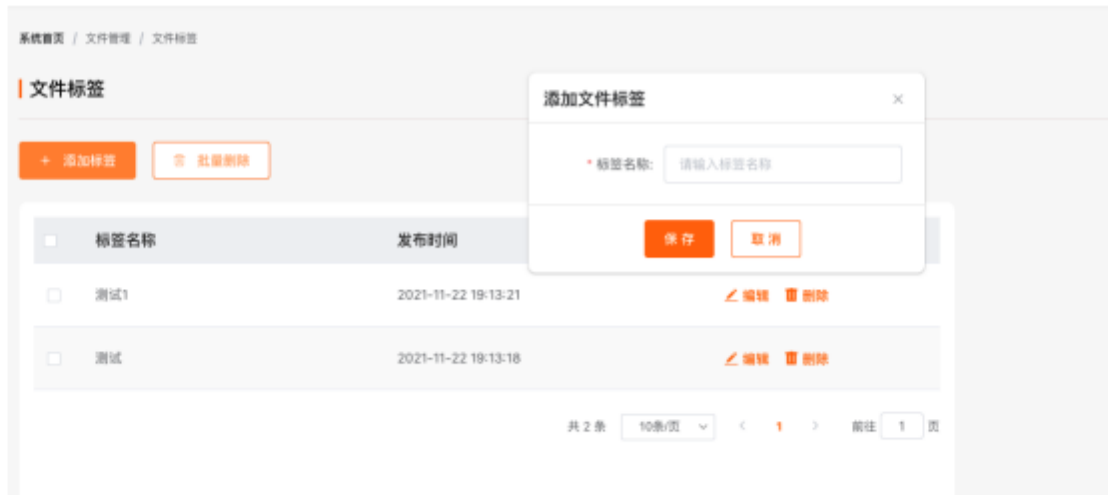 系统首页 / 文件管理 / 文件标签
文件标签
+ 添加标签
批量删除
添加文件标签
* 标签名称: 请输入标签名称
保存 取消
标签名称 发布时间
测试1 2021-11-22 19:13:21 编辑 删除
测试 2021-11-22 19:13:18 编辑 删除
共 2 条 10条/页 1 前往 1 页